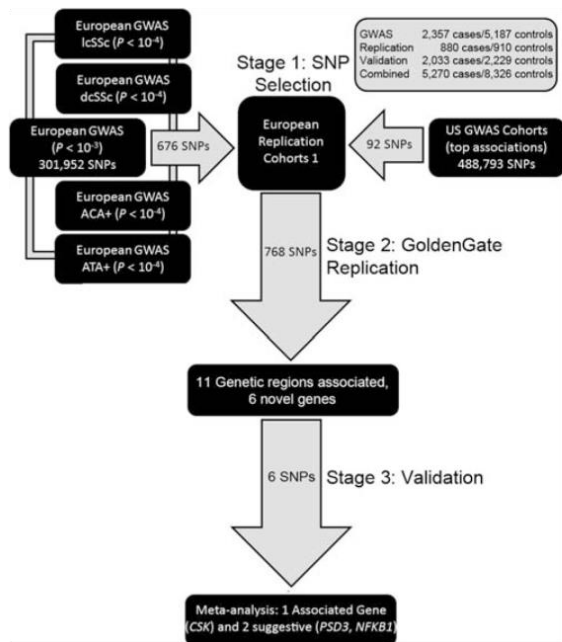 European GWAS
lcSSc (P < 10⁻⁴)
European GWAS
dcSSc (P < 10⁻⁴)
European GWAS
(P < 10⁻³)
301,952 SNPs
European GWAS
ACA+ (P < 10⁻⁴)
European GWAS
ATA+ (P < 10⁻⁴)
676 SNPs
Stage 1: SNP
Selection
European
Replication
Cohorts 1
GWAS 2,357 cases/5,187 controls
Replication 880 cases/910 controls
Validation 2,033 cases/2,229 controls
Combined 5,270 cases/8,326 controls
92 SNPs
US GWAS Cohorts
(top associations)
488,793 SNPs
768 SNPs
Stage 2: GoldenGate
Replication
11 Genetic regions associated,
6 novel genes
6 SNPs
Stage 3: Validation
Meta-analysis: 1 Associated Gene
(CSK) and 2 suggestive (PSD3, NFKB1)